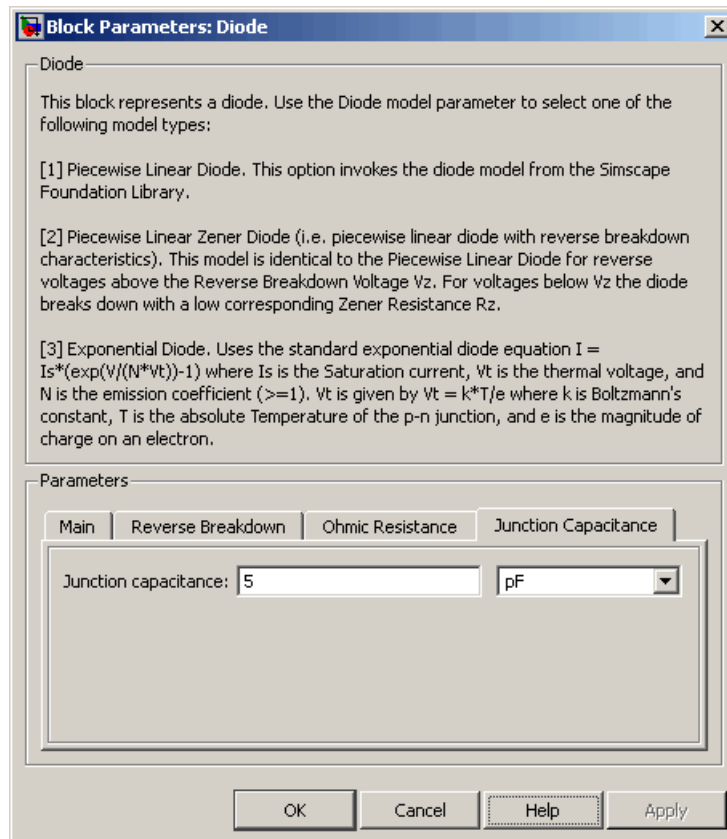 Block Parameters: Diode
Diode
This block represents a diode. Use the Diode model parameter to select one of the
following model types:
[1] Piecewise Linear Diode. This option invokes the diode model from the Simscape
Foundation Library.
[2] Piecewise Linear Zener Diode (i.e. piecewise linear diode with reverse breakdown
characteristics). This model is identical to the Piecewise Linear Diode for reverse
voltages above the Reverse Breakdown Voltage Vz. For voltages below Vz the diode
breaks down with a low corresponding Zener Resistance Rz.
[3] Exponential Diode. Uses the standard exponential diode equation I =
Is*(exp(V/(N*Vt))-1) where Is is the Saturation current, Vt is the thermal voltage, and
N is the emission coefficient (>=1). Vt is given by Vt = k*T/e where k is Boltzmann's
constant, T is the absolute Temperature of the p-n junction, and e is the magnitude of
charge on an electron.
Parameters
Main Reverse Breakdown Ohmic Resistance Junction Capacitance
Junction capacitance: 5 pF
OK Cancel Help Apply